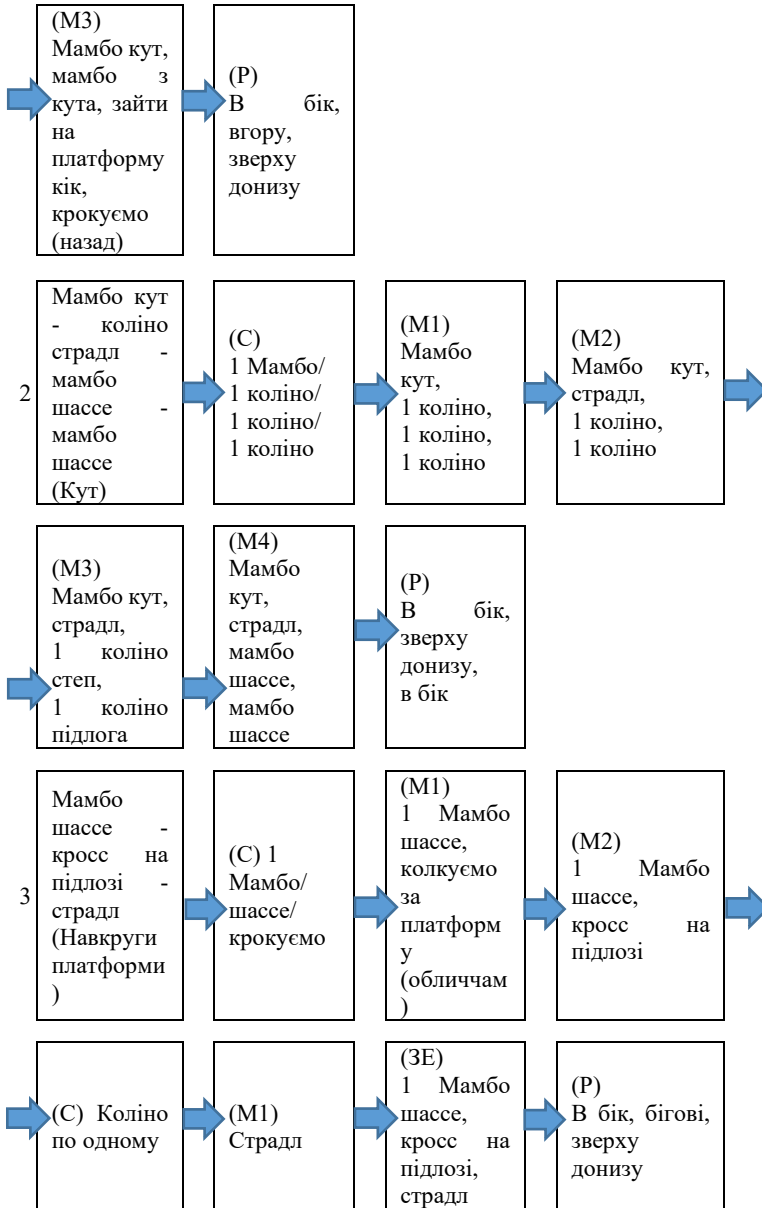 (М3)
Мамбо кут,
мамбо з
кута, зайти
на
платформу
кік,
крокуємо
(назад)
(Р)
В бік,
вгору,
зверху
донизу
2
Мамбо кут
- коліно
страдл -
мамбо
шассе -
мамбо
шассе
(Кут)
(С)
1 Мамбо/
1 коліно/
1 коліно/
1 коліно
(М1)
Мамбо
кут,
1 коліно,
1 коліно,
1 коліно
(М2)
Мамбо кут,
страдл,
1 коліно,
1 коліно
(М3)
Мамбо кут,
страдл,
1 коліно
степ,
1 коліно
підлога
(М4)
Мамбо
кут,
страдл,
мамбо
шассе,
мамбо
шассе
(Р)
В бік,
зверху
донизу,
в бік
3
Мамбо
шассе -
кросс на
підлозі -
страдл
(Навкруги
платформи
)
(С) 1
Мамбо/
шассе/
крокуємо
(М1)
1 Мамбо
шассе,
колкуємо
за
платформ
у
(обличчам
)
(М2)
1 Мамбо
шассе,
кросс на
підлозі
(С) Коліно
по одному
(М1)
Страдл
(ЗЕ)
1 Мамбо
шассе,
кросс на
підлозі,
страдл
(Р)
В бік, бігові,
зверху
донизу